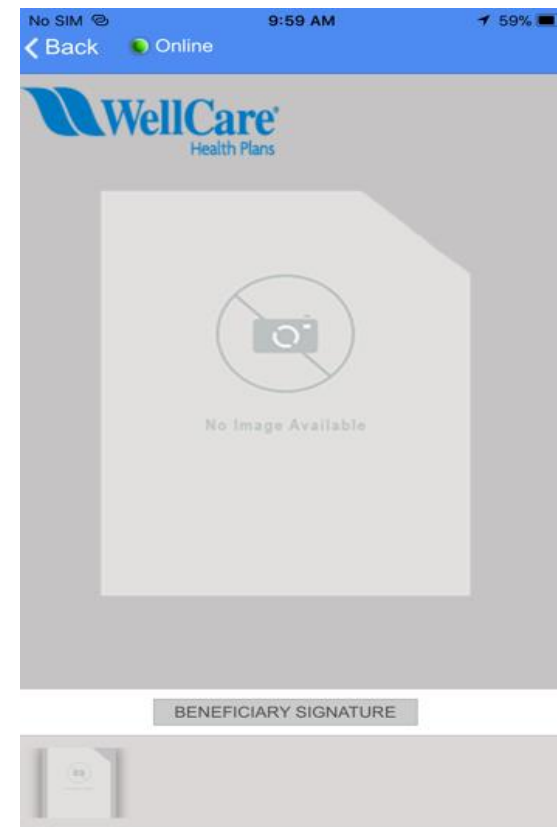 No SIM 9:59 AM 59%
Back Online
WellCare®
Health Plans
No Image Available
BENEFICIARY SIGNATURE